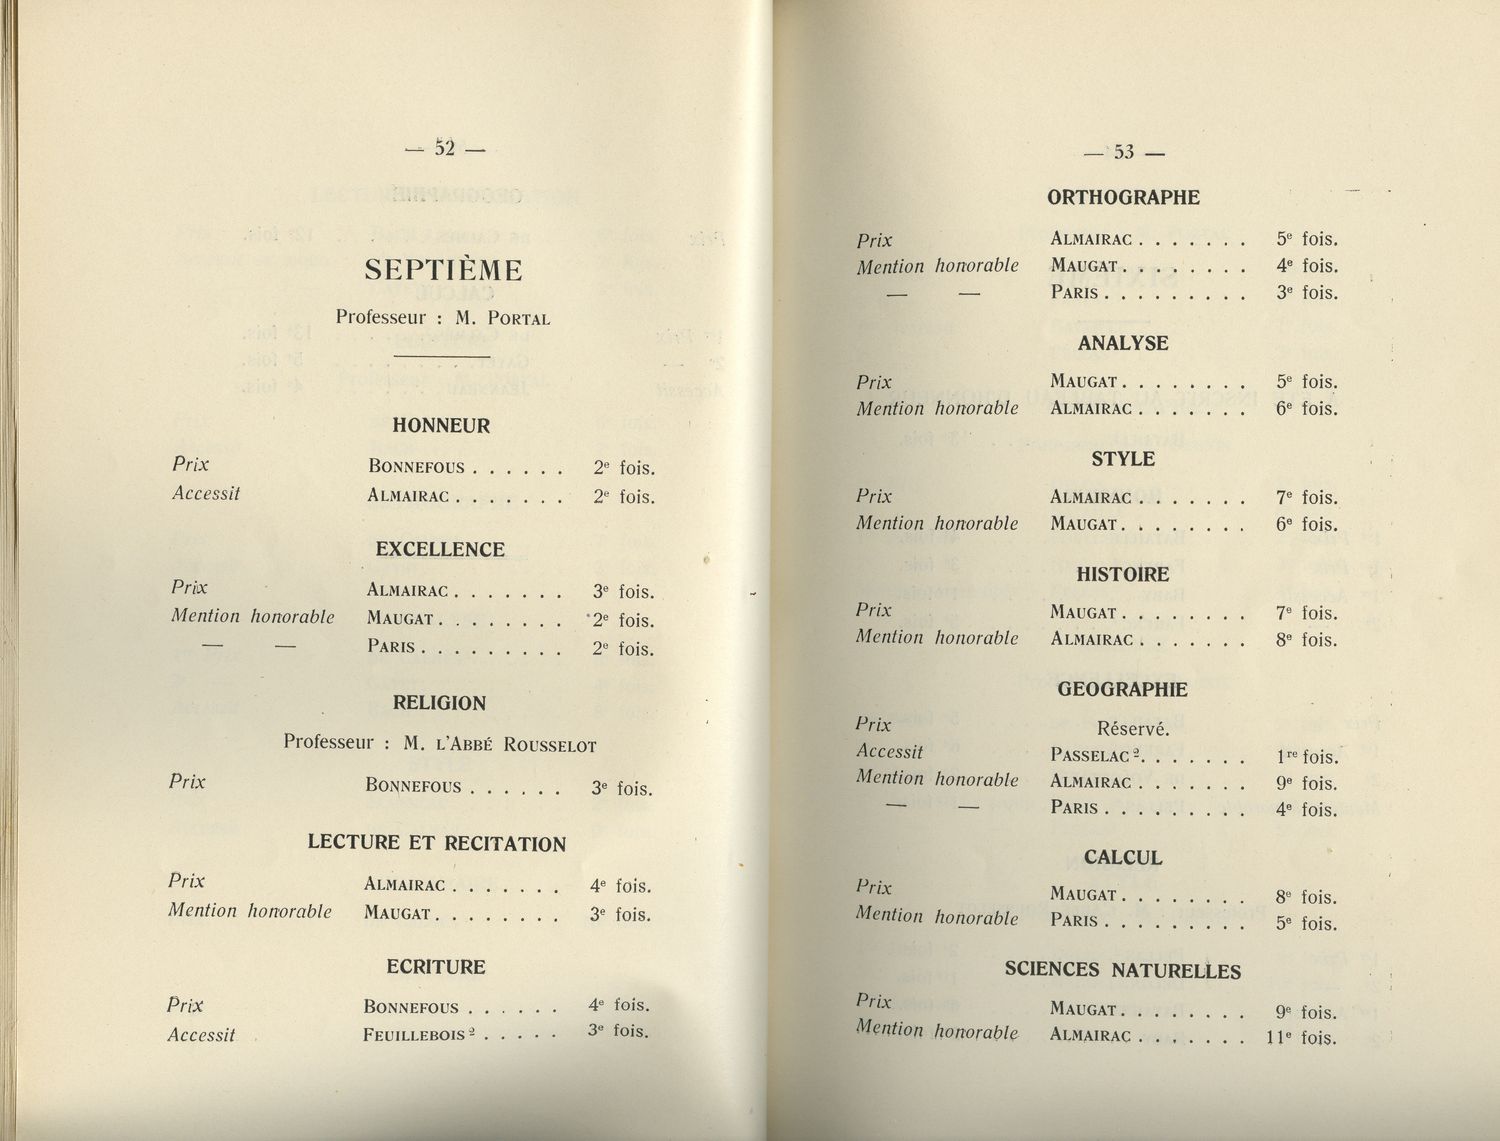 — 52 —
SEPTIÈME
Professeur : M. PORTAL
HONNEUR
Prix BONNEFOUS . . . . . . 2e fois.
Accessit ALMAIRAC . . . . . . . 2e fois.
EXCELLENCE
Prix ALMAIRAC . . . . . . . 3e fois.
Mention honorable MAUGAT . . . . . . . . 2e fois.
— — PARIS . . . . . . . . . 2e fois.
RELIGION
Professeur : M. L'ABBÉ ROUSSELOT
Prix BONNEFOUS . . . . . . 3e fois.
LECTURE ET RECITATION
Prix ALMAIRAC . . . . . . . 4e fois.
Mention honorable MAUGAT . . . . . . . . 3e fois.
ECRITURE
Prix BONNEFOUS . . . . . . 4e fois.
Accessit FEUILLEBOIS 2 . . . . . 3e fois.
— 53 —
ORTHOGRAPHE
Prix ALMAIRAC . . . . . . . 5e fois.
Mention honorable MAUGAT . . . . . . . . 4e fois.
— — PARIS . . . . . . . . . 3e fois.
ANALYSE
Prix MAUGAT . . . . . . . . 5e fois.
Mention honorable ALMAIRAC . . . . . . . 6e fois.
STYLE
Prix ALMAIRAC . . . . . . . 7e fois.
Mention honorable MAUGAT . . . . . . . . 6e fois.
HISTOIRE
Prix MAUGAT . . . . . . . . 7e fois.
Mention honorable ALMAIRAC . . . . . . . 8e fois.
GEOGRAPHIE
Prix Réservé.
Accessit PASSELAC 2 . . . . . . . 1re fois.
Mention honorable ALMAIRAC . . . . . . . 9e fois.
— — PARIS . . . . . . . . . 4e fois.
CALCUL
Prix MAUGAT . . . . . . . . 8e fois.
Mention honorable PARIS . . . . . . . . . 5e fois.
SCIENCES NATURELLES
Prix MAUGAT . . . . . . . . 9e fois.
Mention honorable ALMAIRAC . . . . . . . 11e fois.